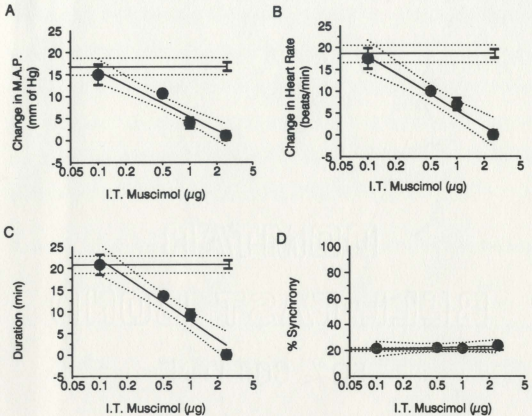 A
Change in M.A.P.
(mm of Hg)
25
20
15
10
5
0
-5
0.05 0.1 0.2 0.5 1 2 5
I.T. Muscimol (µg)
B
Change in Heart Rate
(beats/min)
25
20
15
10
5
0
-5
0.05 0.1 0.2 0.5 1 2 5
I.T. Muscimol (µg)
C
Duration (min)
25
20
15
10
5
0
-5
0.05 0.1 0.2 0.5 1 2 5
I.T. Muscimol (µg)
D
% Synchrony
100
80
60
40
20
0
0.05 0.1 0.2 0.5 1 2 5
I.T. Muscimol (µg)